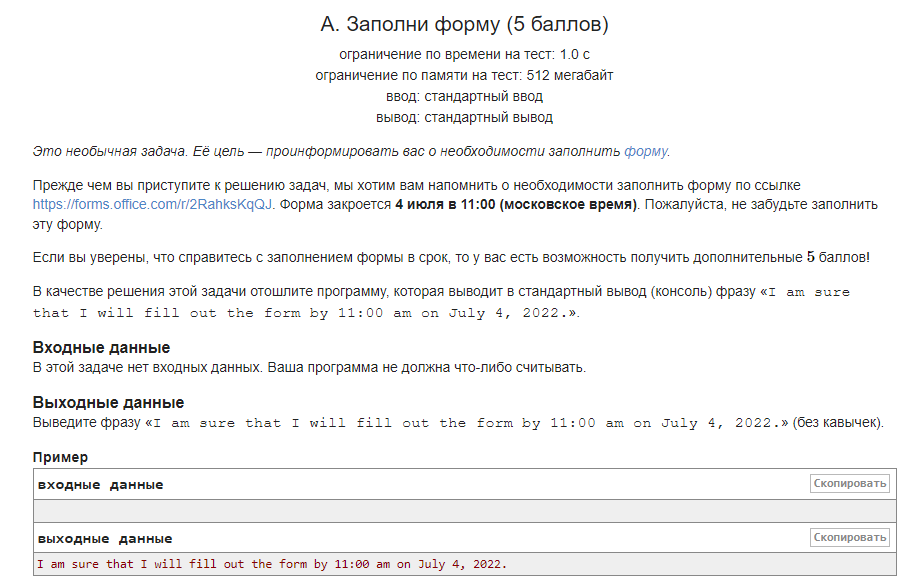 А. Заполни форму (5 баллов)
ограничение по времени на тест: 1.0 с
ограничение по памяти на тест: 512 мегабайт
ввод: стандартный ввод
вывод: стандартный вывод
Это необычная задача. Её цель — проинформировать вас о необходимости заполнить форму.
Прежде чем вы приступите к решению задач, мы хотим вам напомнить о необходимости заполнить форму по ссылке
https://forms.office.com/r/2RahksKqQJ. Форма закроется 4 июля в 11:00 (московское время). Пожалуйста, не забудьте заполнить
эту форму.
Если вы уверены, что справитесь с заполнением формы в срок, то у вас есть возможность получить дополнительные 5 баллов!
В качестве решения этой задачи отошлите программу, которая выводит в стандартный вывод (консоль) фразу «I am sure
that I will fill out the form by 11:00 am on July 4, 2022.».
Входные данные
В этой задаче нет входных данных. Ваша программа не должна что-либо считывать.
Выходные данные
Выведите фразу «I am sure that I will fill out the form by 11:00 am on July 4, 2022.» (без кавычек).
Пример
входные данные Скопировать
выходные данные Скопировать
I am sure that I will fill out the form by 11:00 am on July 4, 2022.